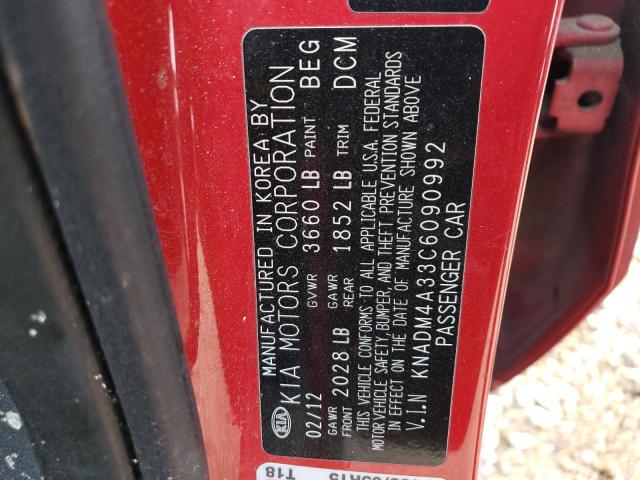 KIA
MANUFACTURED IN KOREA BY
KIA MOTORS CORPORATION
02/12 GVWR 3660 LB PAINT BEG
GAWR FRONT 2028 LB GAWR REAR 1852 LB TRIM DCM
THIS VEHICLE CONFORMS TO ALL APPLICABLE U.S.A. FEDERAL
MOTOR VEHICLE SAFETY, BUMPER, AND THEFT PREVENTION STANDARDS
IN EFFECT ON THE DATE OF MANUFACTURE SHOWN ABOVE
V.I.N KNADM4A33C6090992
PASSENGER CAR
T18